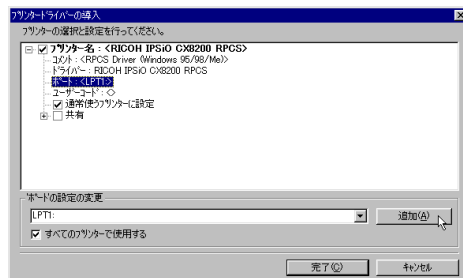 プリンタードライバーの導入
プリンターの選択と設定を行ってください。
プリンター名 : <RICOH IPSiO CX8200 RPCS>
コメント : <RPCS Driver (Windows 95/98/Me)>
ドライバー : RICOH IPSiO CX8200 RPCS
ポート : <LPT1:>
ユーザーコード : <>
通常使うプリンターに設定
共有
'ポート'の設定の変更
LPT1:
追加(A)
すべてのプリンターで使用する
完了(C)
キャンセル